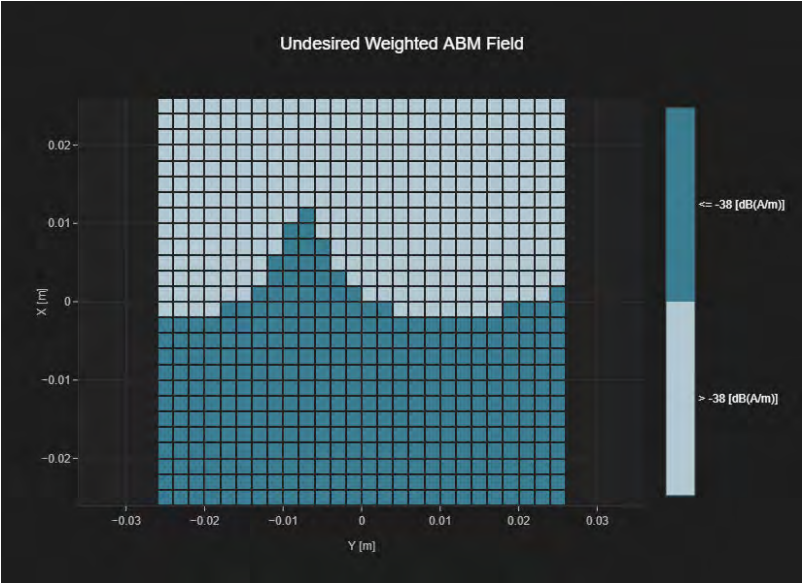 Undesired Weighted ABM Field
0.02
0.01
0
−0.01
−0.02
X [m]
−0.03
−0.02
−0.01
0
0.01
0.02
0.03
Y [m]
<= -38 [dB(A/m)]
> -38 [dB(A/m)]